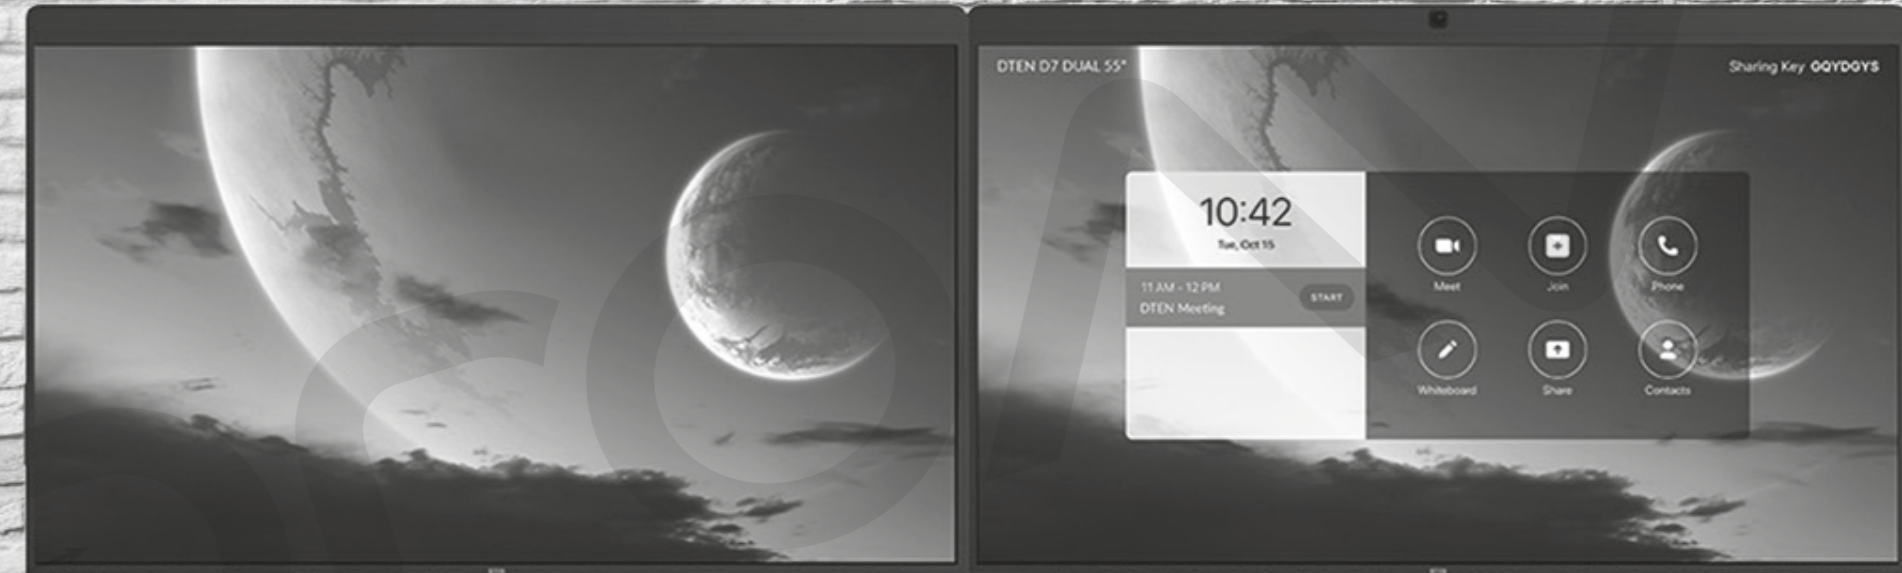 DTEN D7 DUAL 55"
Sharing Key GQYDGYS
10:42
Tue, Oct 15
11 AM - 12 PM
DTEN Meeting
START
Meet
Join
Phone
Whiteboard
Share
Contacts